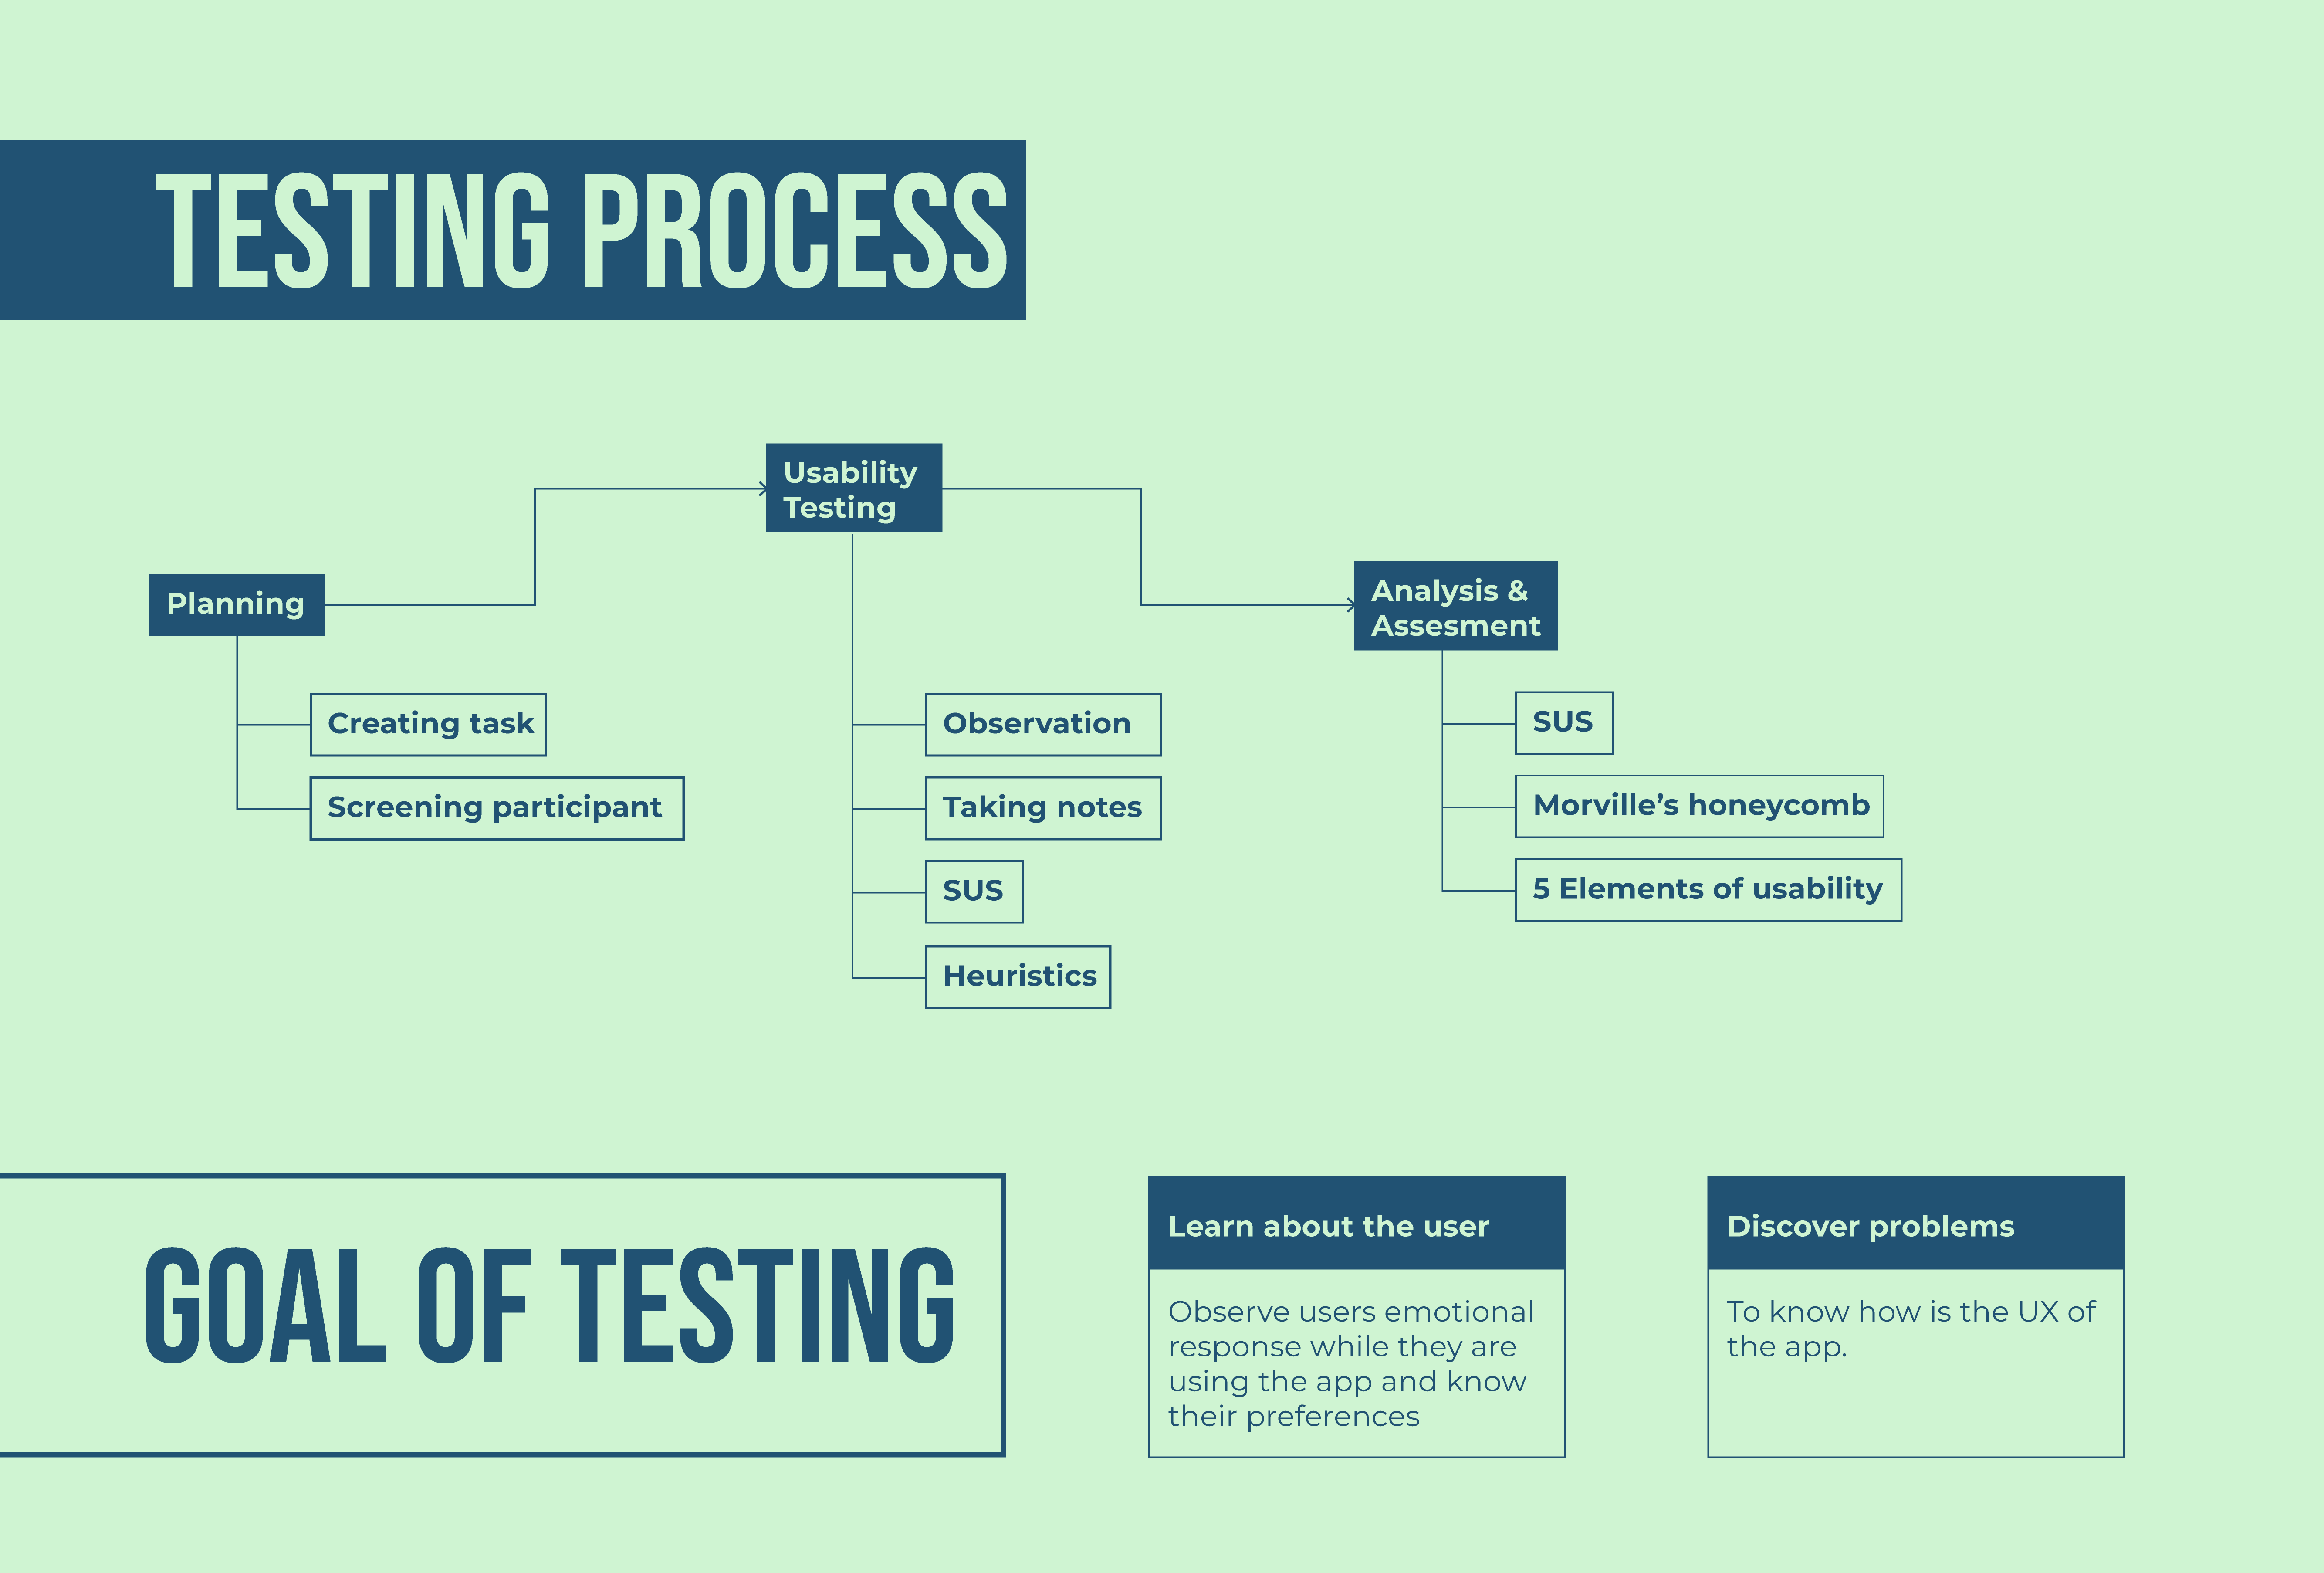 TESTING PROCESS
Usability
Testing
Planning
Analysis &
Assesment
Creating task
Screening participant
Observation
Taking notes
SUS
Heuristics
SUS
Morville’s honeycomb
5 Elements of usability
GOAL OF TESTING
Learn about the user
Observe users emotional
response while they are
using the app and know
their preferences
Discover problems
To know how is the UX of
the app.